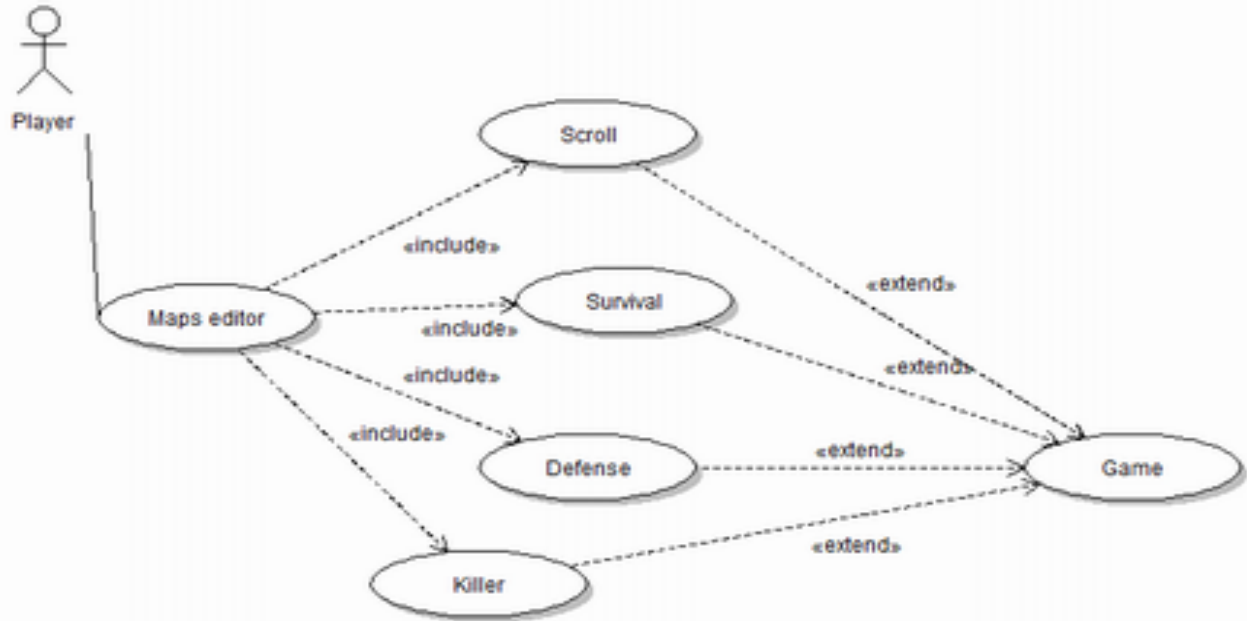 Player
Scroll
«include»
«extend»
Survival
Maps editor
«include»
«extend»
«include»
«include»
«extend»
Defense
Game
«extend»
Killer